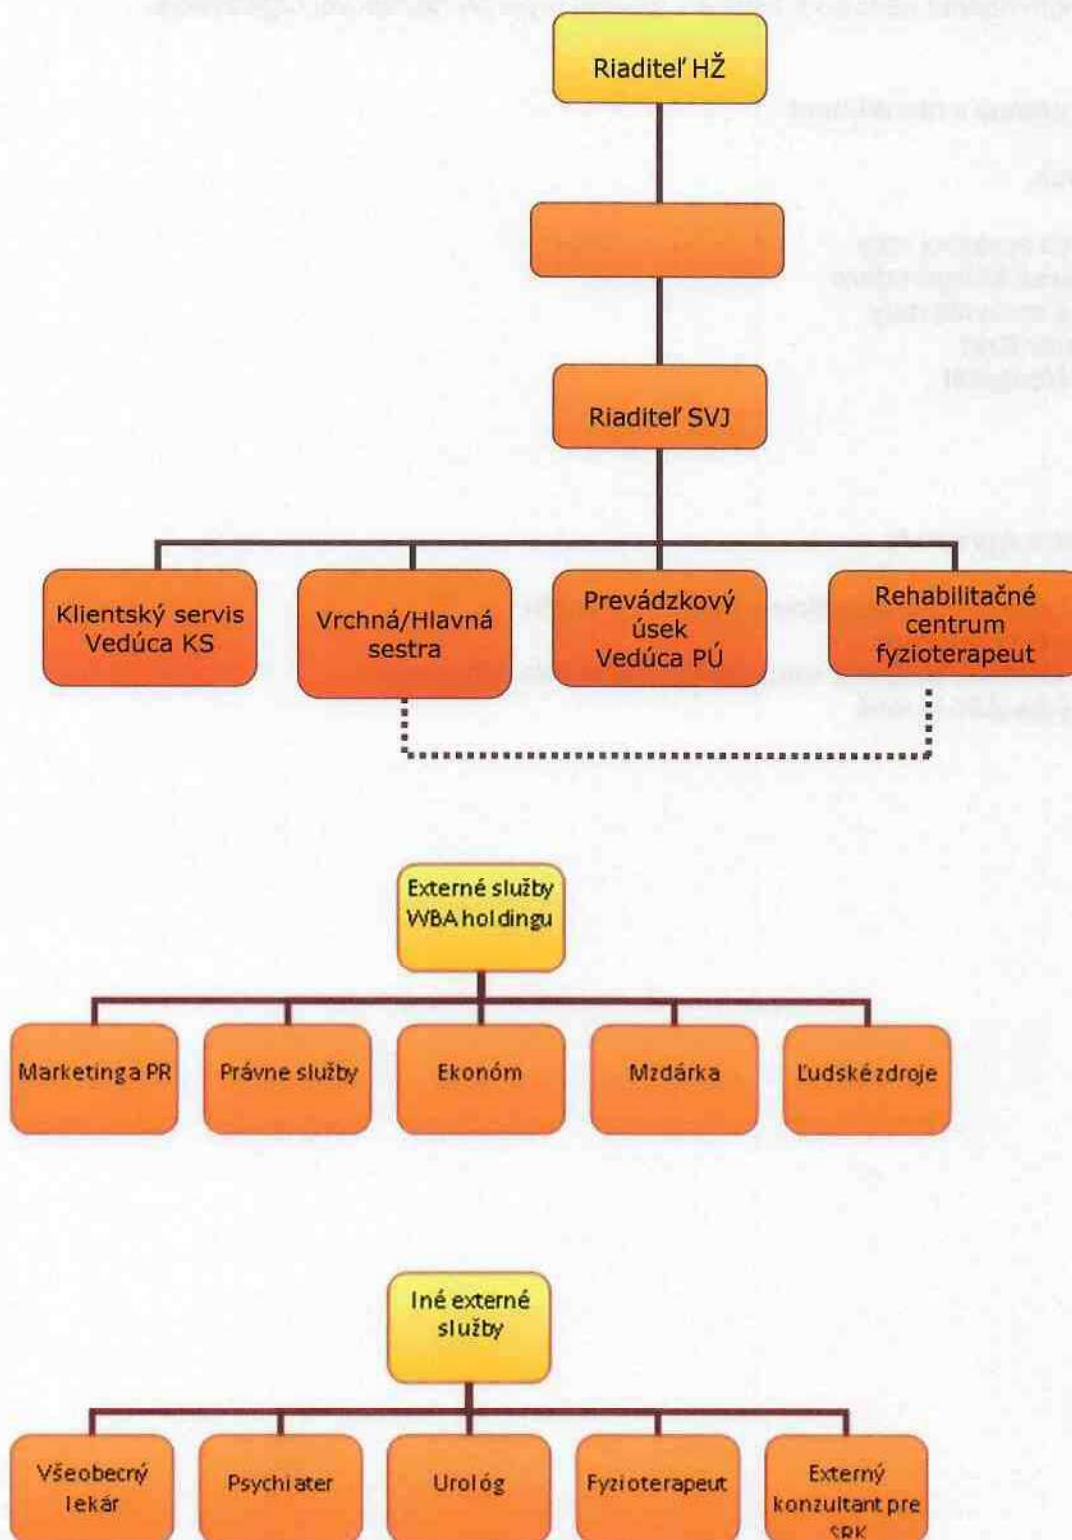 Riaditeľ HŽ
Riaditeľ SVJ
Klientský servis
Vedúca KS
Vrchná/Hlavná
sestra
Prevádzkový
úsek
Vedúca PÚ
Rehabilitačné
centrum
fyzioterapeut
Externé služby
WBA holdingu
Marketing a PR
Právne služby
Ekonóm
Mzdárka
Ľudské zdroje
Iné externé
služby
Všeobecný
lekár
Psychiater
Urológ
Fyzioterapeut
Externý
konzultant pre
SRK